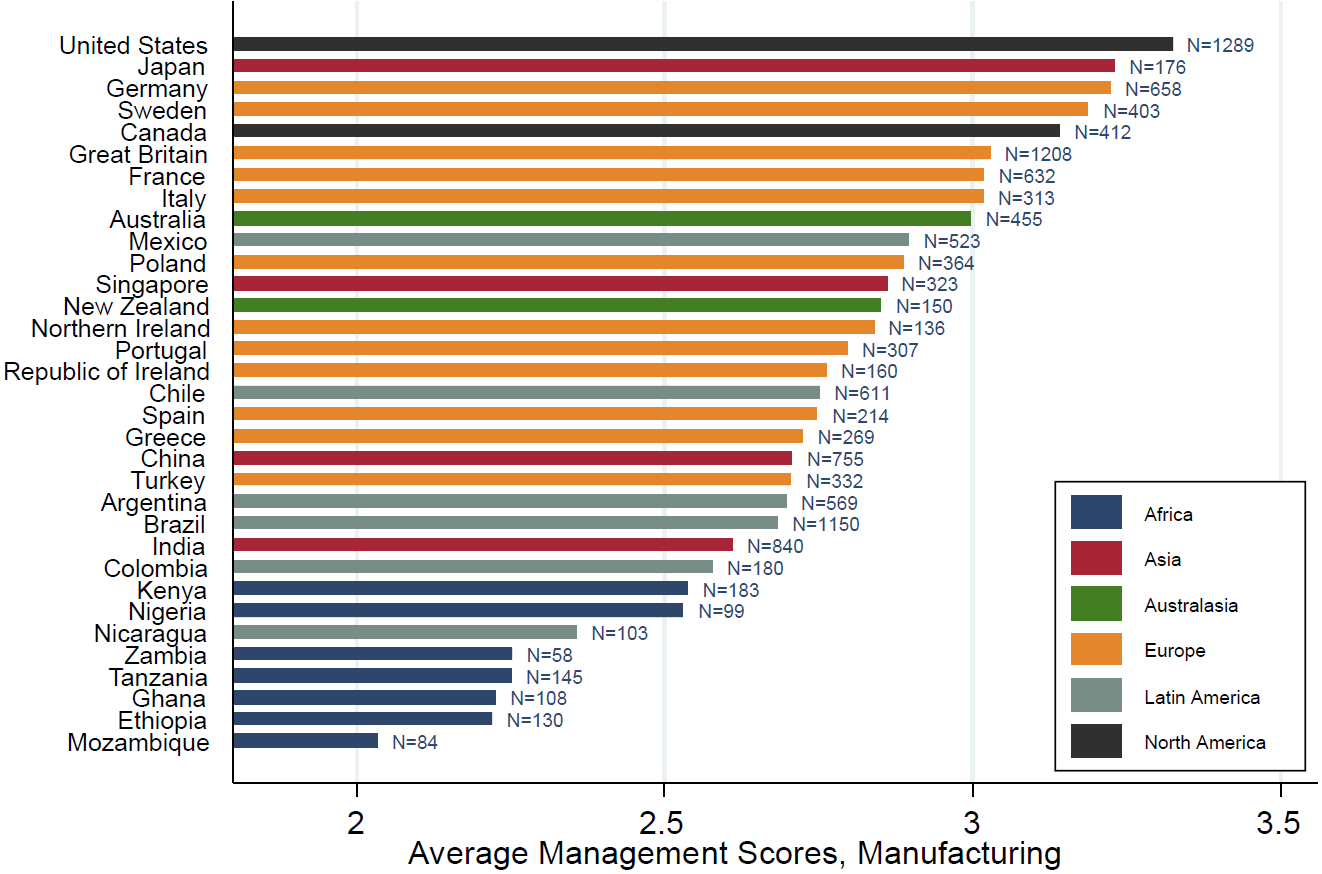 United States N=1289
Japan N=176
Germany N=658
Sweden N=403
Canada N=412
Great Britain N=1208
France N=632
Italy N=313
Australia N=455
Mexico N=523
Poland N=364
Singapore N=323
New Zealand N=150
Northern Ireland N=136
Portugal N=307
Republic of Ireland N=160
Chile N=611
Spain N=214
Greece N=269
China N=755
Turkey N=332
Argentina N=569
Brazil N=1150
India N=840
Colombia N=180
Kenya N=183
Nigeria N=99
Nicaragua N=103
Zambia N=58
Tanzania N=145
Ghana N=108
Ethiopia N=130
Mozambique N=84
Africa
Asia
Australasia
Europe
Latin America
North America
2 2.5 3 3.5
Average Management Scores, Manufacturing